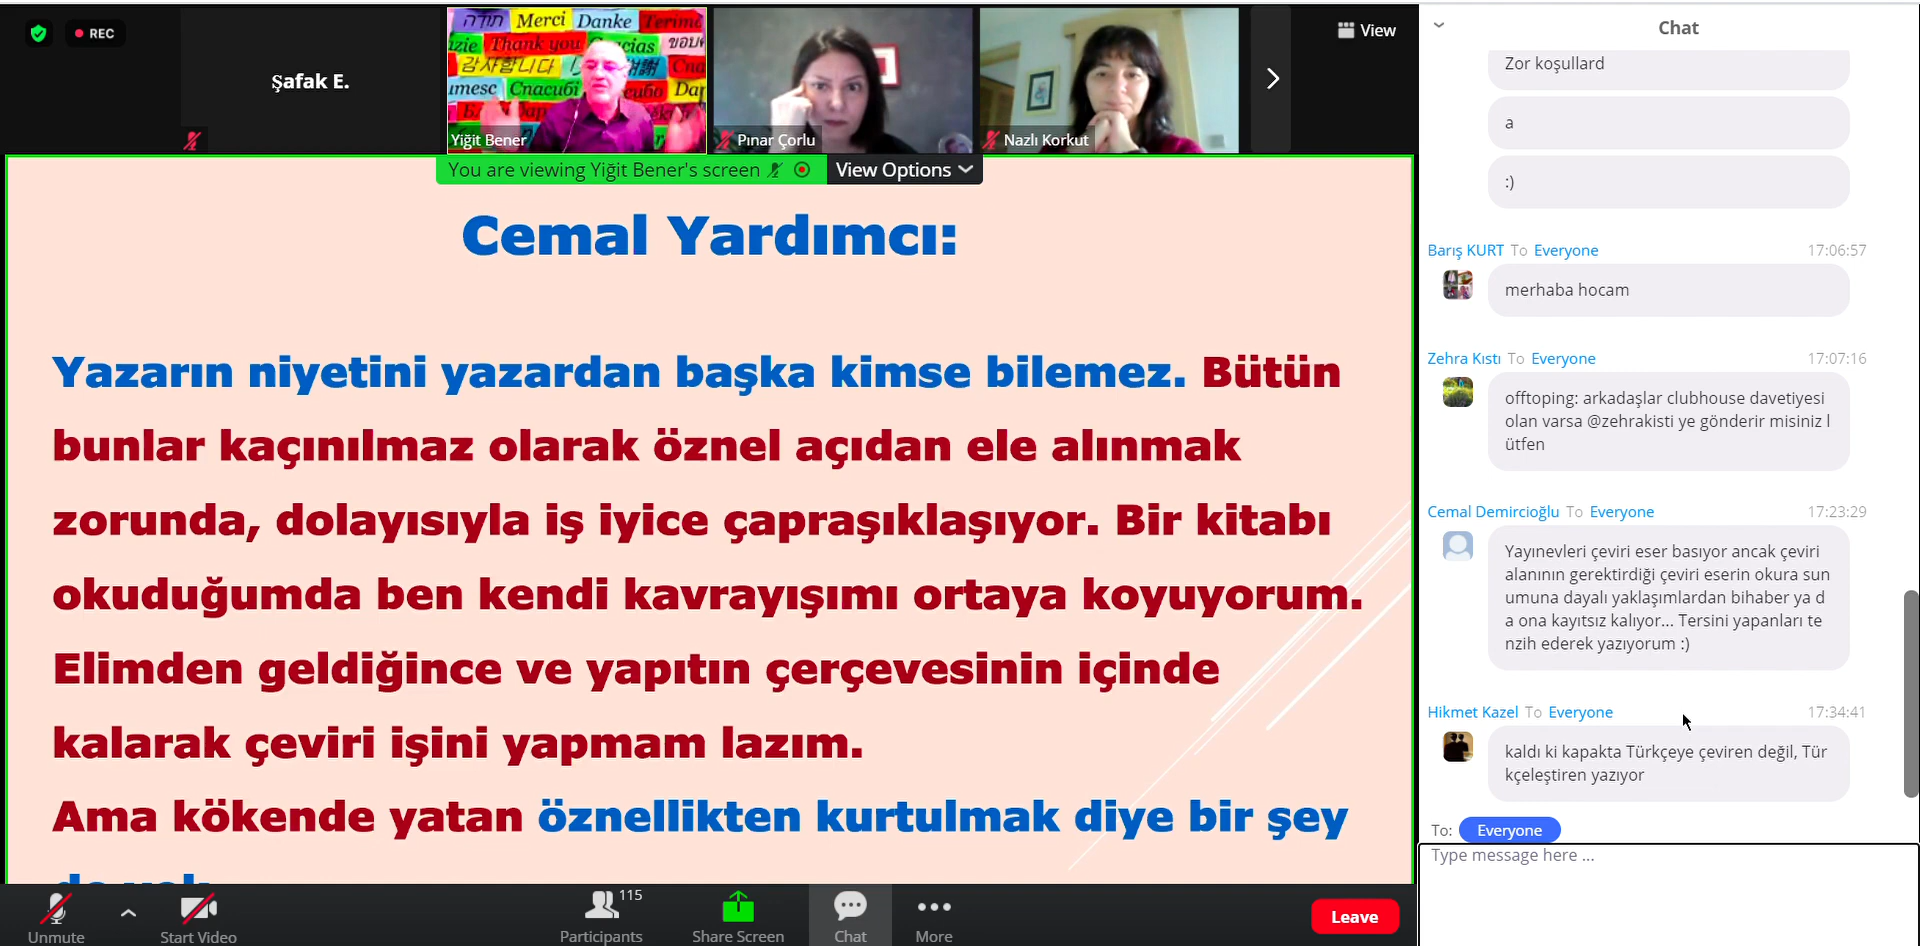 REC
Şafak E.
תודה Merci Danke
Thank you
감사합니다
Спасибі
Yiğit Bener
Pınar Çorlu
Nazlı Korkut
View
You are viewing Yiğit Bener's screen
View Options
Cemal Yardımcı:
Yazarın niyetini yazardan başka kimse bilemez. Bütün
bunlar kaçınılmaz olarak öznel açıdan ele alınmak
zorunda, dolayısıyla iş iyice çapraşıklaşıyor. Bir kitabı
okuduğumda ben kendi kavrayışımı ortaya koyuyorum.
Elimden geldiğince ve yapıtın çerçevesinin içinde
kalarak çeviri işini yapmam lazım.
Ama kökende yatan öznellikten kurtulmak diye bir şey
Unmute
Start Video
115
Participants
Share Screen
Chat
More
Leave
Chat
Zor koşullard
a
:)
Barış KURT To Everyone 17:06:57
merhaba hocam
Zehra Kıstı To Everyone 17:07:16
offtoping: arkadaşlar clubhouse davetiyesi
olan varsa @zehrakisti ye gönderir misiniz l
ütfen
Cemal Demircioğlu To Everyone 17:23:29
Yayınevleri çeviri eser basıyor ancak çeviri
alanının gerektirdiği çeviri eserin okura sun
umuna dayalı yaklaşımlardan bihaber ya d
a ona kayıtsız kalıyor... Tersini yapanları te
nzih ederek yazıyorum :)
Hikmet Kazel To Everyone 17:34:41
kaldı ki kapakta Türkçeye çeviren değil, Tür
kçeleştiren yazıyor
To: Everyone
Type message here ...